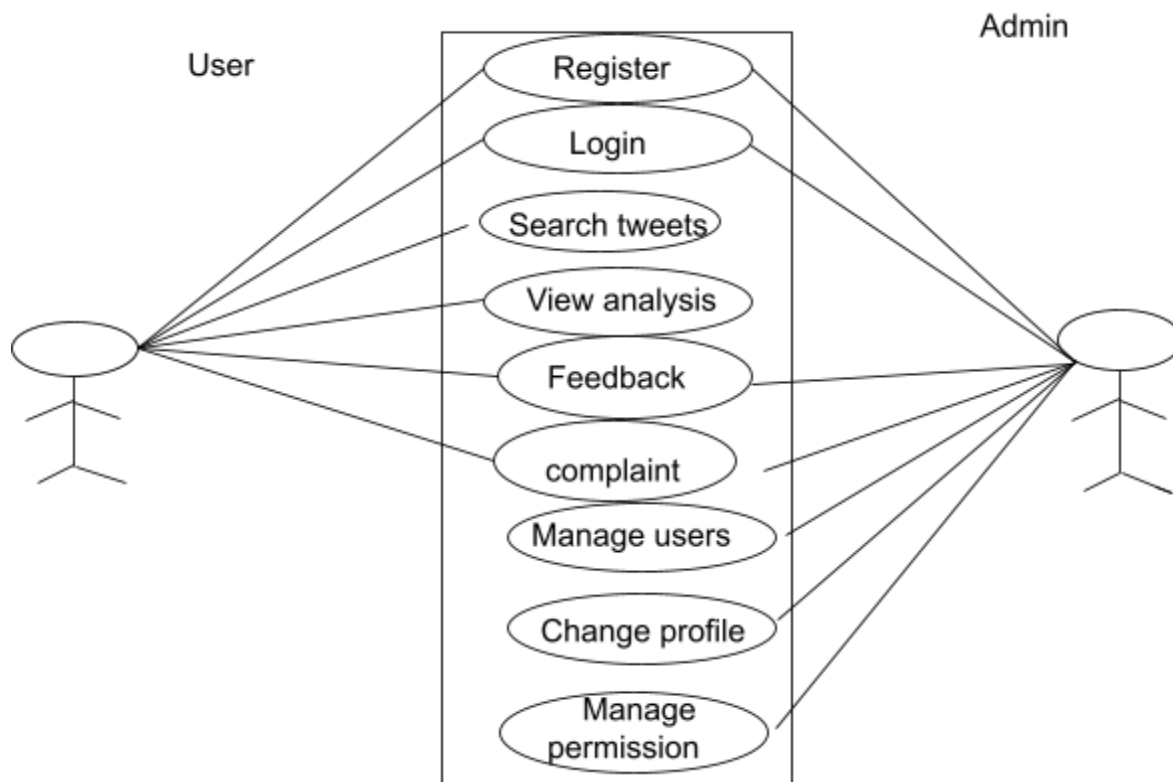 User
Admin
Register
Login
Search tweets
View analysis
Feedback
complaint
Manage users
Change profile
Manage
permission